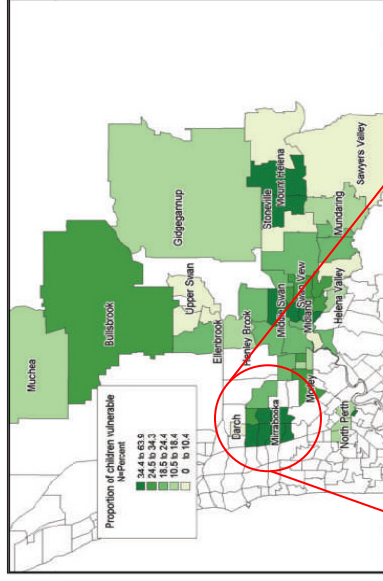 Muchea
Bullsbrook
Gidgegannup
Upper Swan
Ellenbrook
Henley Brook
Middle Swan
Swan View
Midland
Stoneville
Mount Helena
Mundaring
Sawyers Valley
Helena Valley
Darch
Mirrabooka
Morley
North Perth
Proportion of children vulnerable
N=Percent
34.4 to 63.9
24.5 to 34.3
18.5 to 24.4
10.5 to 18.4
0 to 10.4